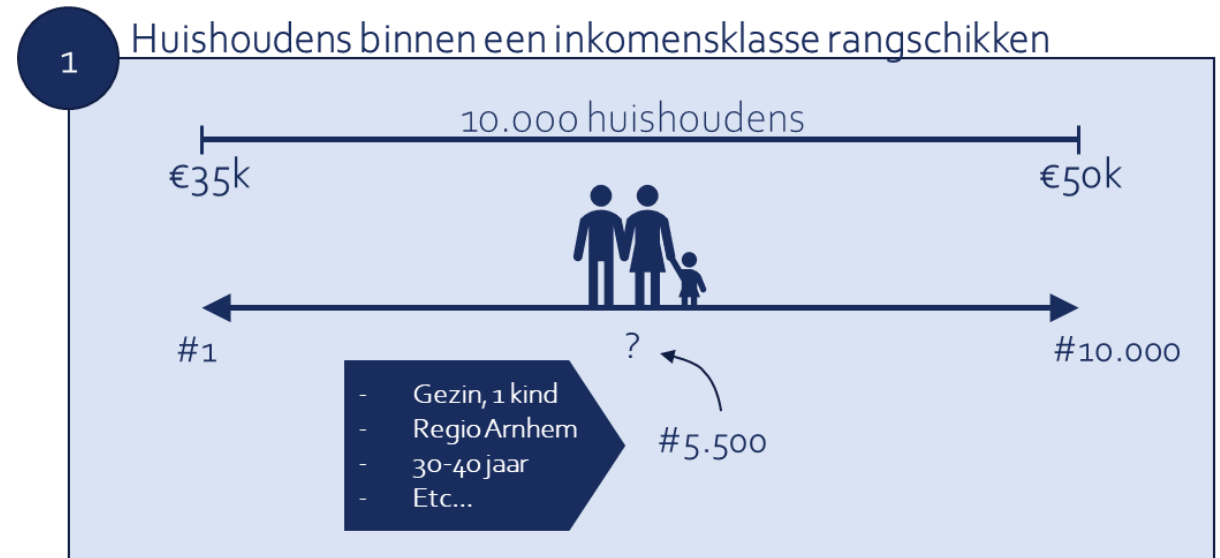 1
Huishoudens binnen een inkomensklasse rangschikken
10.000 huishoudens
€35k
€50k
#1
?
#10.000
- Gezin, 1 kind
- Regio Arnhem
- 30-40 jaar
- Etc...
#5.500